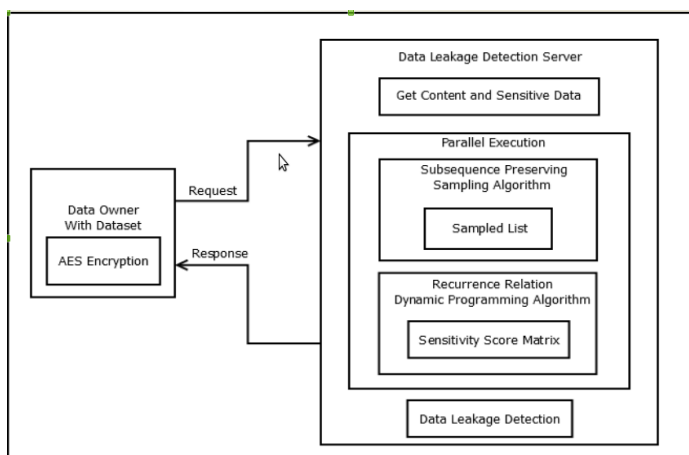 Data Leakage Detection Server
Get Content and Sensitive Data
Parallel Execution
Subsequence Preserving
Sampling Algorithm
Sampled List
Recurrence Relation
Dynamic Programming Algorithm
Sensitivity Score Matrix
Data Leakage Detection
Request
Response
Data Owner
With Dataset
AES Encryption